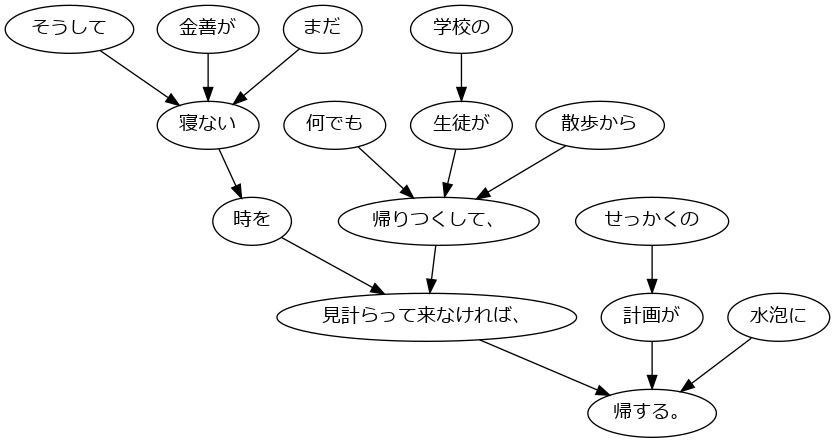 そうして 金善が まだ 学校の
寝ない 何でも 生徒が 散歩から
時を 帰りつくして、 せっかくの
見計らって来なければ、 計画が 水泡に
帰する。